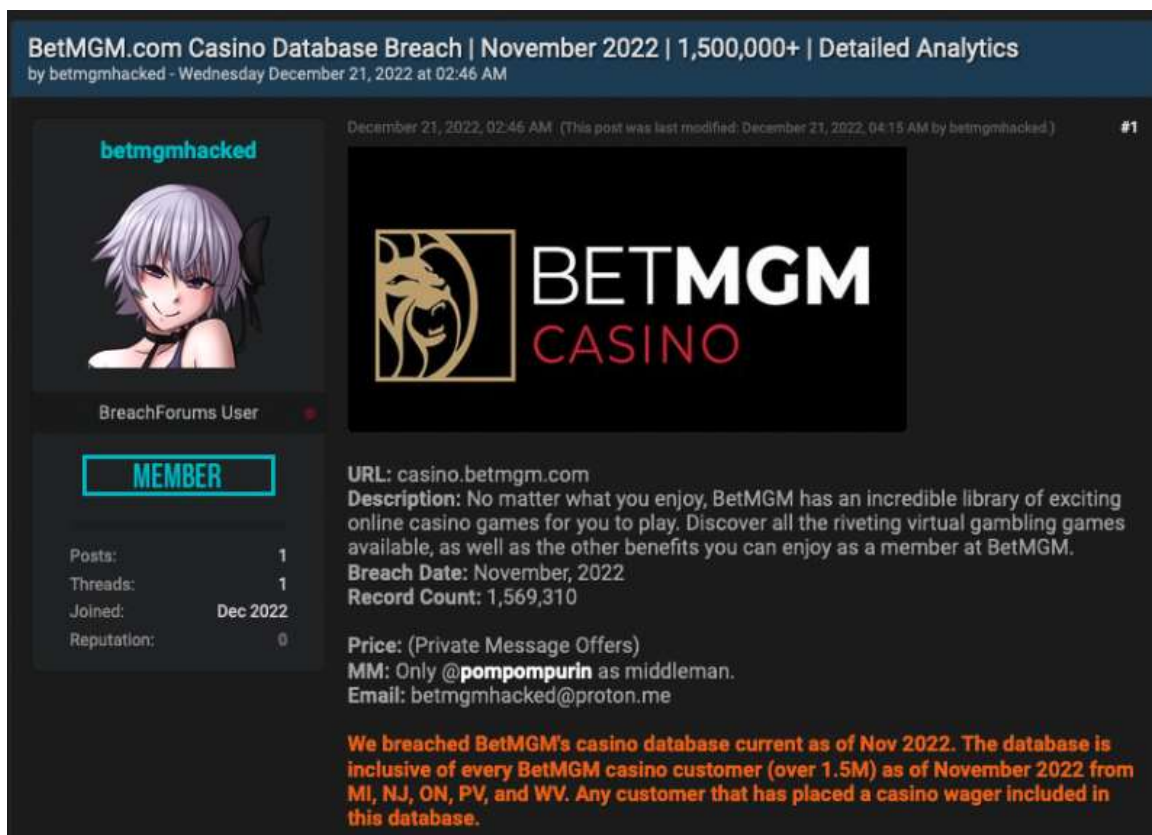 BetMGM.com Casino Database Breach | November 2022 | 1,500,000+ | Detailed Analytics
by betmgmhacked - Wednesday December 21, 2022 at 02:46 AM
December 21, 2022, 02:46 AM (This post was last modified: December 21, 2022, 04:15 AM by betmgmhacked.)
#1
betmgmhacked
BreachForums User
MEMBER
Posts: 1
Threads: 1
Joined: Dec 2022
Reputation: 0
BETMGM
CASINO
URL: casino.betmgm.com
Description: No matter what you enjoy, BetMGM has an incredible library of exciting
online casino games for you to play. Discover all the riveting virtual gambling games
available, as well as the other benefits you can enjoy as a member at BetMGM.
Breach Date: November, 2022
Record Count: 1,569,310
Price: (Private Message Offers)
MM: Only @pompompurin as middleman.
Email: betmgmhacked@proton.me
We breached BetMGM's casino database current as of Nov 2022. The database is
inclusive of every BetMGM casino customer (over 1.5M) as of November 2022 from
MI, NJ, ON, PV, and WV. Any customer that has placed a casino wager included in
this database.